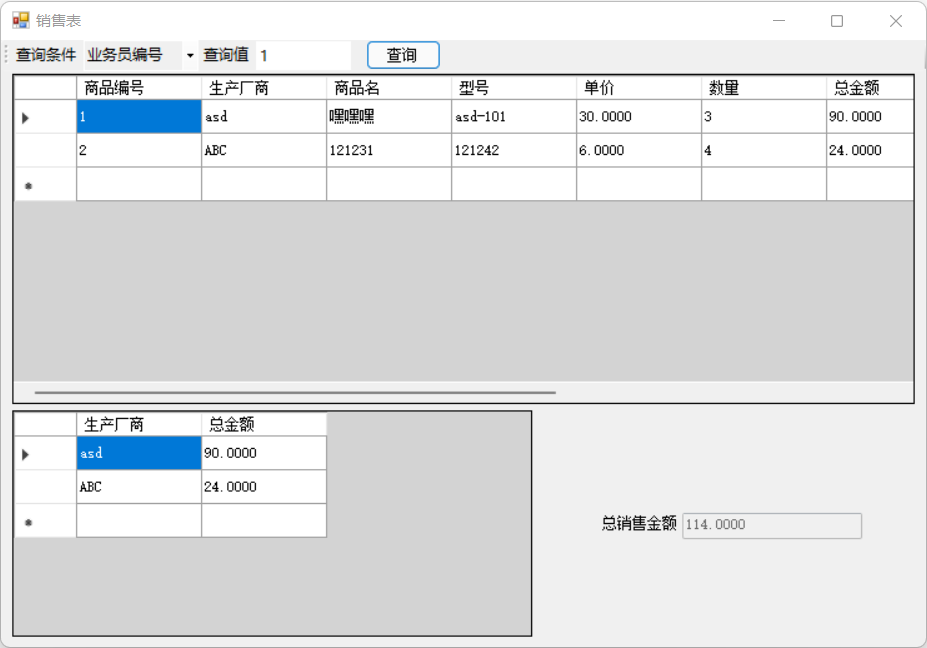 销售表
查询条件 业务员编号 查询值 1 查询
商品编号 生产厂商 商品名 型号 单价 数量 总金额
1 asd 嘿嘿嘿 asd-101 30.0000 3 90.0000
2 ABC 121231 121242 6.0000 4 24.0000
生产厂商 总金额
asd 90.0000
ABC 24.0000
总销售金额 114.0000